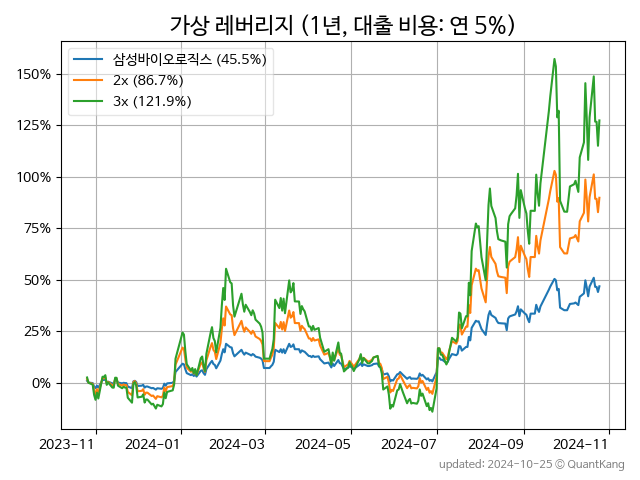 가상 레버리지 (1년, 대출 비용: 연 5%)
삼성바이오로직스 (45.5%)
2x (86.7%)
3x (121.9%)
150%
125%
100%
75%
50%
25%
0%
2023-11 2024-01 2024-03 2024-05 2024-07 2024-09 2024-11
updated: 2024-10-25 © QuantKang